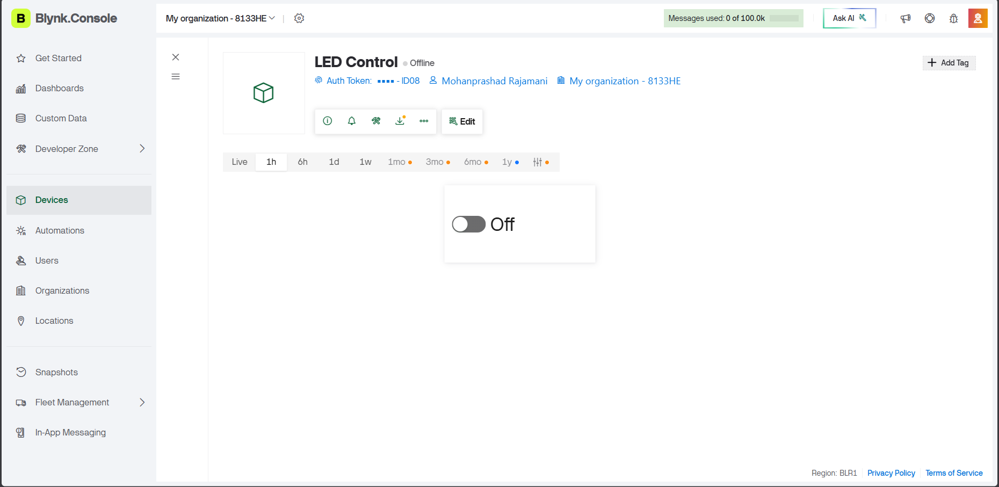 B Blynk.Console
My organization - 8133HE
Messages used: 0 of 100.0k
Ask AI
Get Started
Dashboards
Custom Data
Developer Zone
Devices
Automations
Users
Organizations
Locations
Snapshots
Fleet Management
In-App Messaging
LED Control Offline
Add Tag
Auth Token: ▪▪▪▪ - ID08 Mohanprashad Rajamani My organization - 8133HE
Edit
Live 1h 6h 1d 1w 1mo 3mo 6mo 1y
Off
Region: BLR1 Privacy Policy Terms of Service